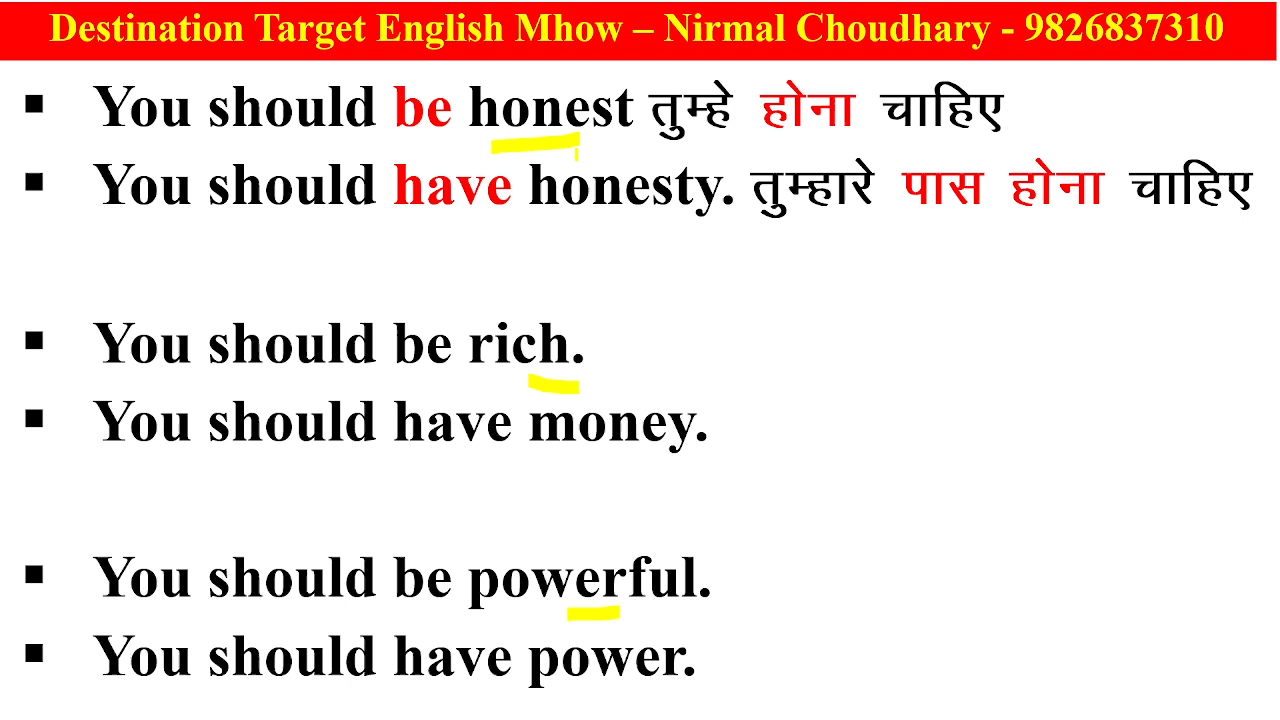 Destination Target English Mhow – Nirmal Choudhary - 9826837310
▪ You should be honest तुम्हे होना चाहिए
▪ You should have honesty. तुम्हारे पास होना चाहिए
▪ You should be rich.
▪ You should have money.
▪ You should be powerful.
▪ You should have power.